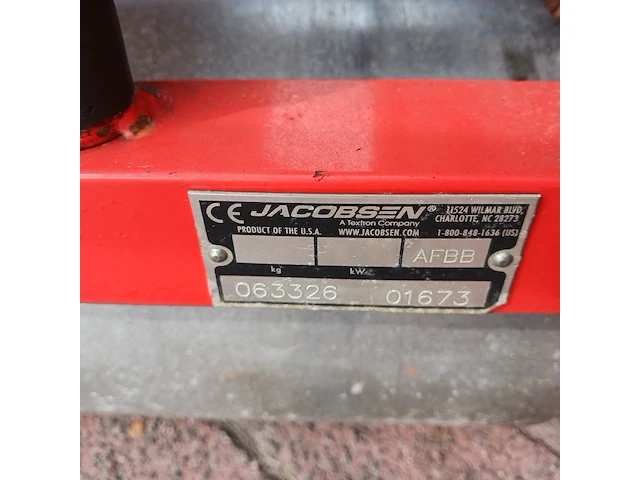 CE JACOBSEN® 11524 WILMAR BLVD,
A Textron Company CHARLOTTE, NC 28273
PRODUCT OF THE U.S.A. WWW.JACOBSEN.COM 1-800-848-1636 (US)
AFBB
kg kW
063326 01673